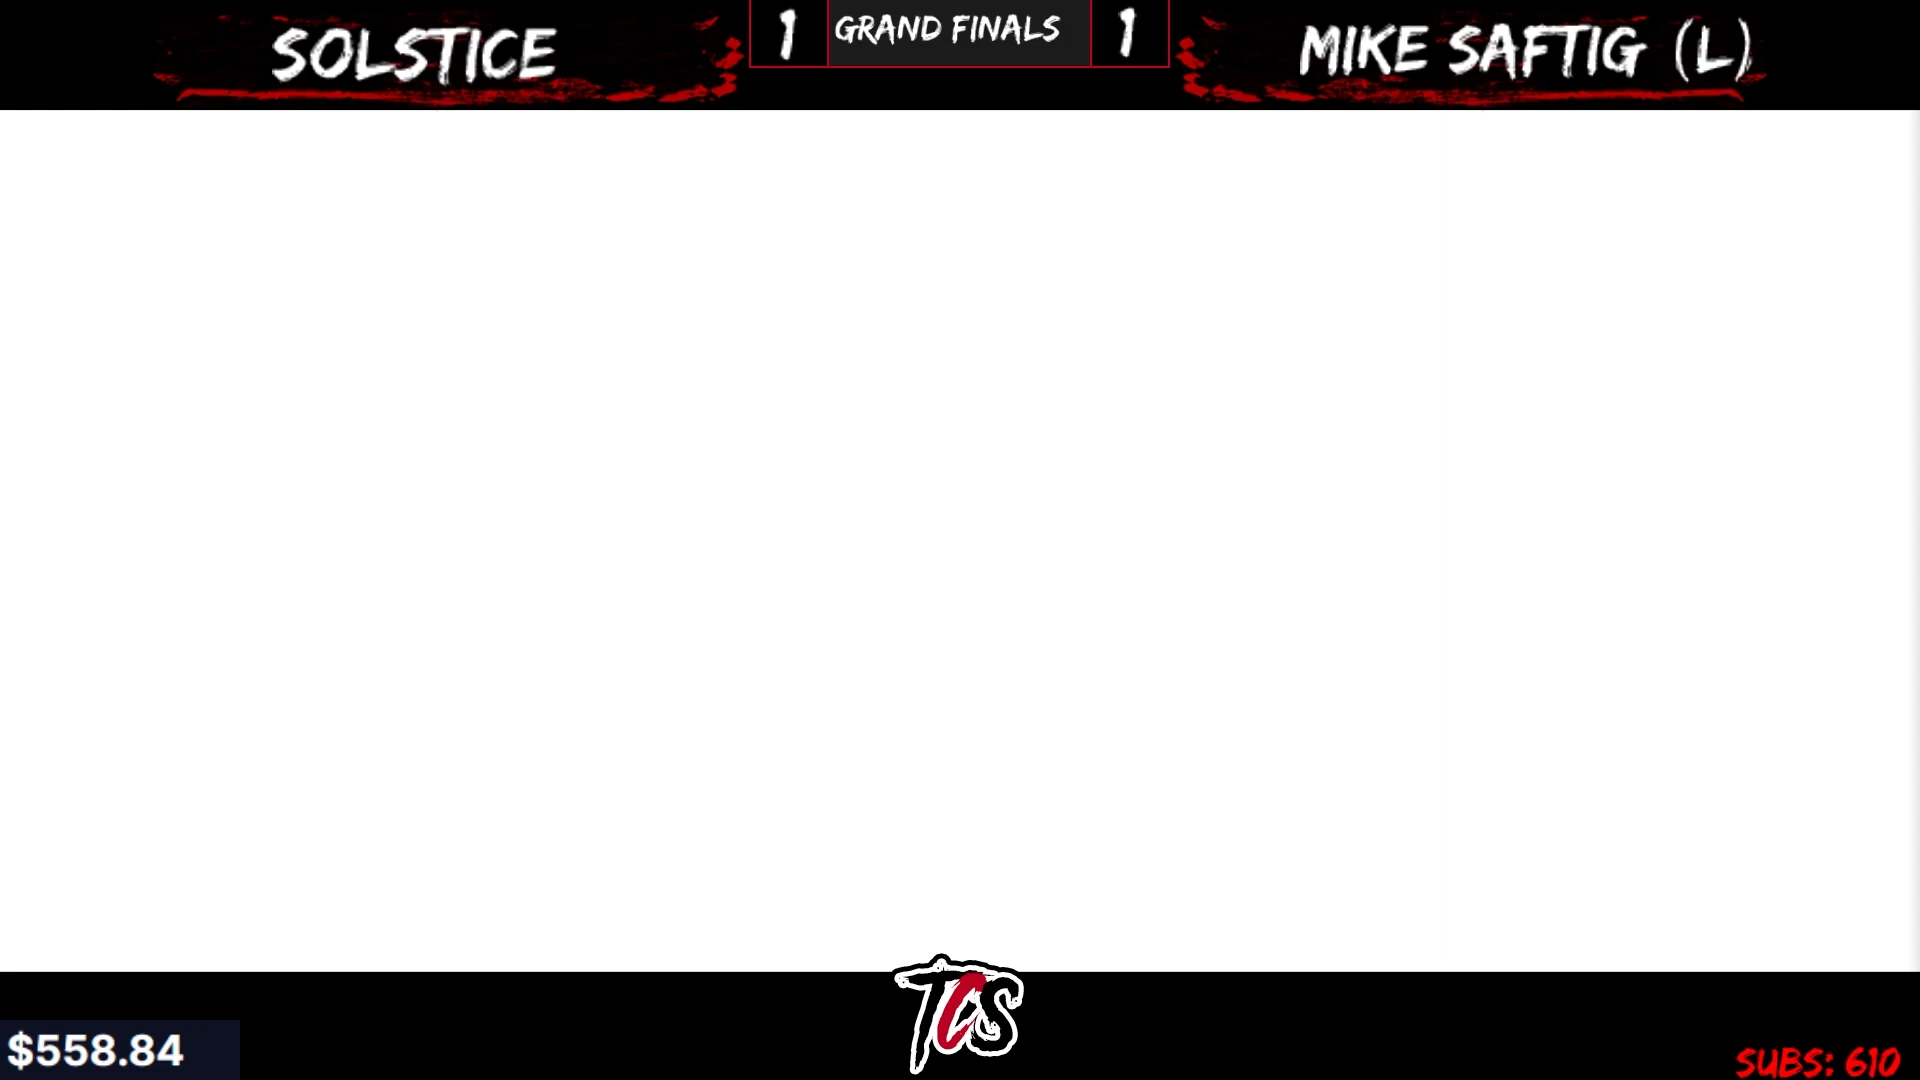 SOLSTICE
1
GRAND FINALS
1
MIKE SAFTIG (L)
TCS
$558.84
SUBS: 610